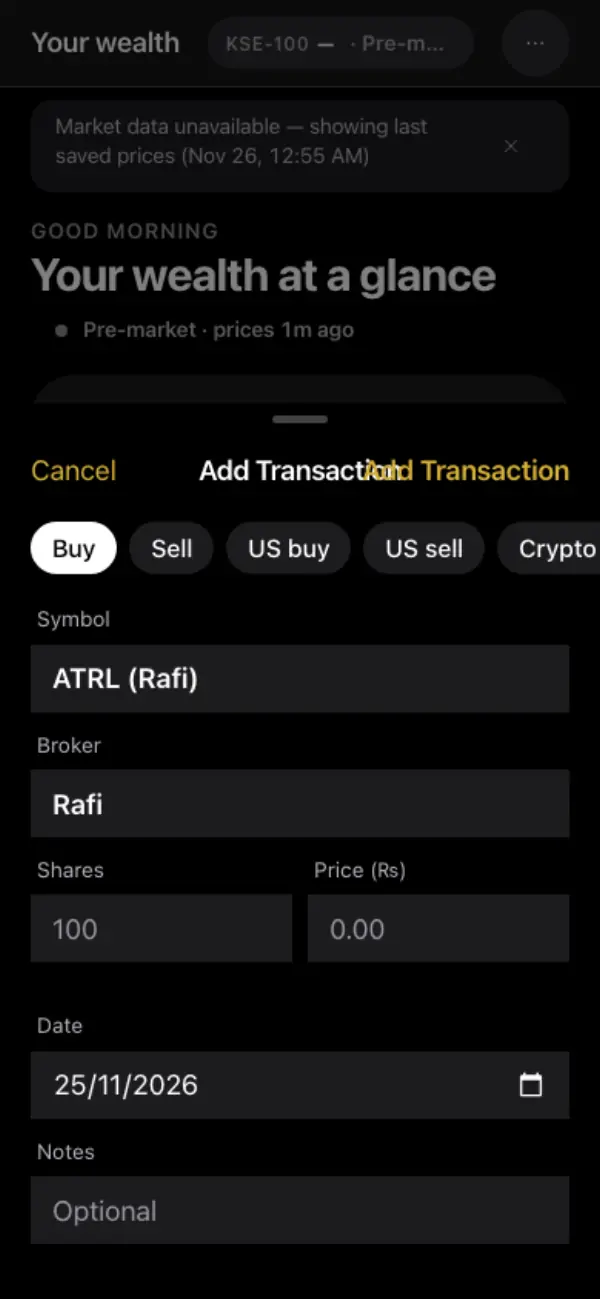 Your wealth
KSE-100 — · Pre-m...
...
Market data unavailable — showing last
saved prices (Nov 26, 12:55 AM)
GOOD MORNING
Your wealth at a glance
Pre-market · prices 1m ago
Cancel
Add Transaction
Add Transaction
Buy
Sell
US buy
US sell
Crypto
Symbol
ATRL (Rafi)
Broker
Rafi
Shares
Price (Rs)
100
0.00
Date
25/11/2026
Notes
Optional